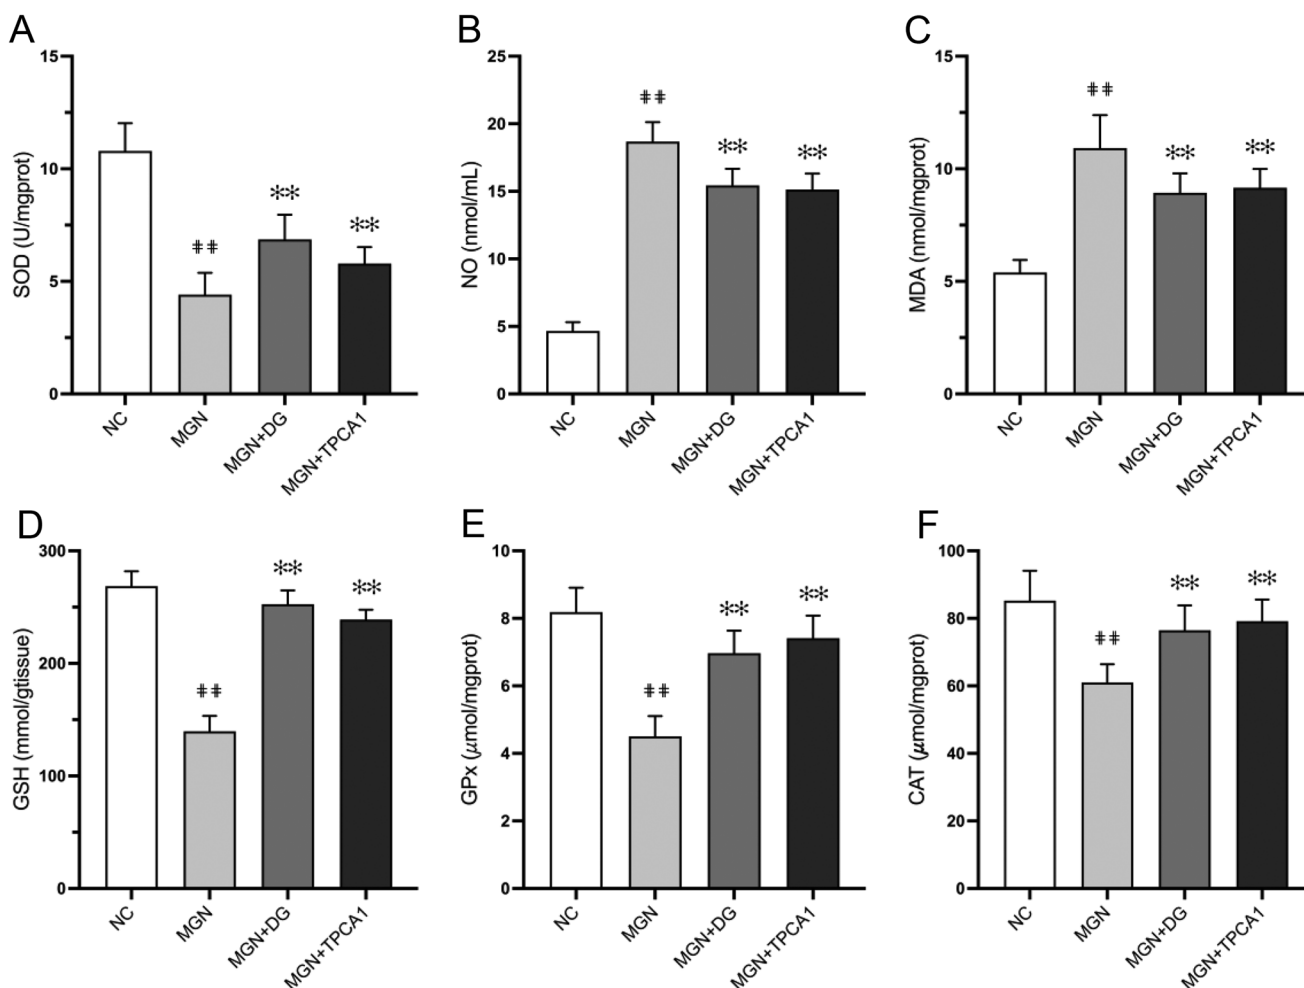 A
SOD (U/mgprot)
15
10
5
0
##
**
**
NC
MGN
MGN+DG
MGN+TPCA1
B
NO (nmol/mL)
25
20
15
10
5
0
##
**
**
NC
MGN
MGN+DG
MGN+TPCA1
C
MDA (nmol/mgprot)
15
10
5
0
##
**
**
NC
MGN
MGN+DG
MGN+TPCA1
D
GSH (mmol/gtissue)
300
200
100
0
##
**
**
NC
MGN
MGN+DG
MGN+TPCA1
E
GPx (μmol/mgprot)
10
8
6
4
2
0
##
**
**
NC
MGN
MGN+DG
MGN+TPCA1
F
CAT (μmol/mgprot)
100
80
60
40
20
0
##
**
**
NC
MGN
MGN+DG
MGN+TPCA1